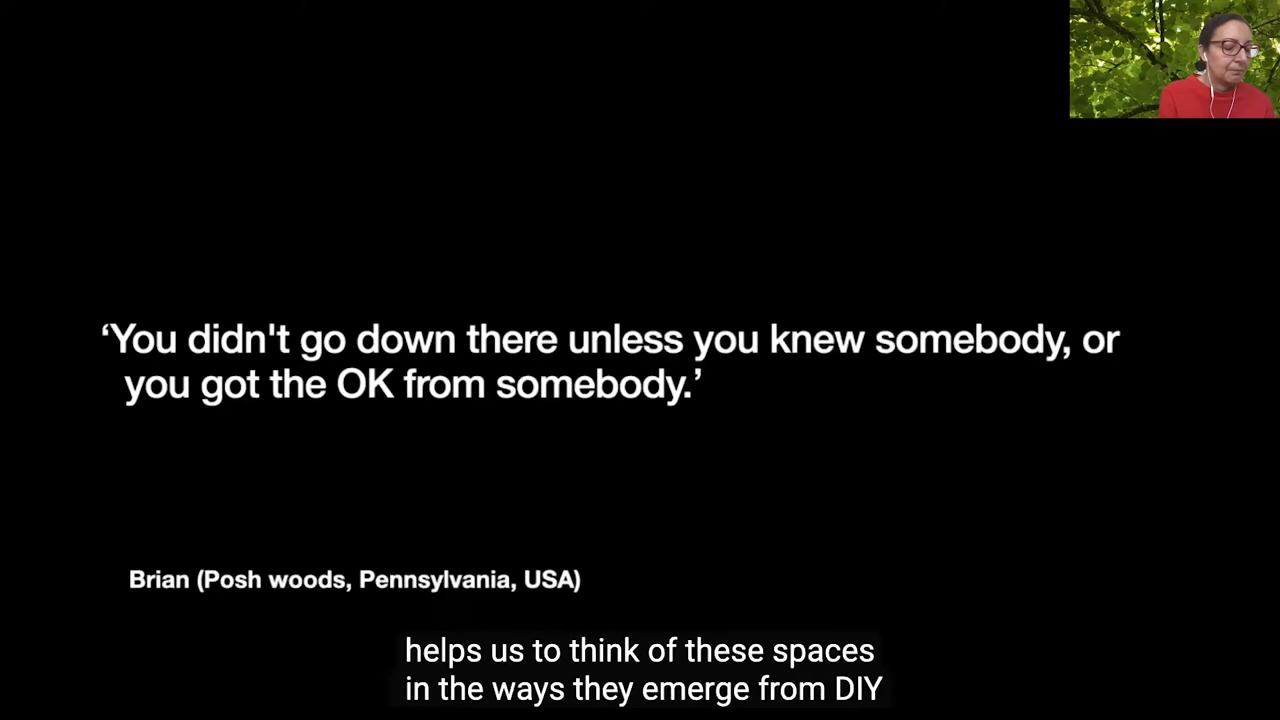 ‘You didn't go down there unless you knew somebody, or
you got the OK from somebody.’
Brian (Posh woods, Pennsylvania, USA)
helps us to think of these spaces
in the ways they emerge from DIY